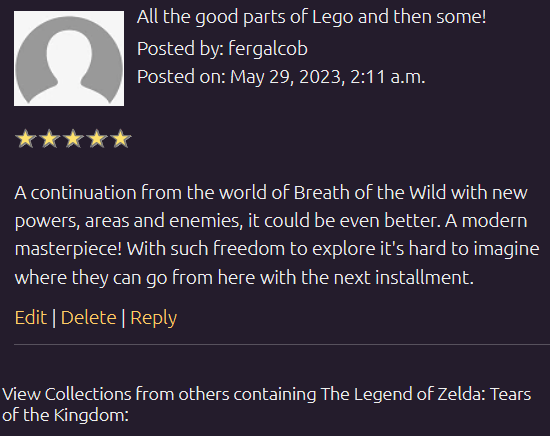 All the good parts of Lego and then some!
Posted by: fergalcob
Posted on: May 29, 2023, 2:11 a.m.
A continuation from the world of Breath of the Wild with new
powers, areas and enemies, it could be even better. A modern
masterpiece! With such freedom to explore it's hard to imagine
where they can go from here with the next installment.
Edit | Delete | Reply
View Collections from others containing The Legend of Zelda: Tears
of the Kingdom: